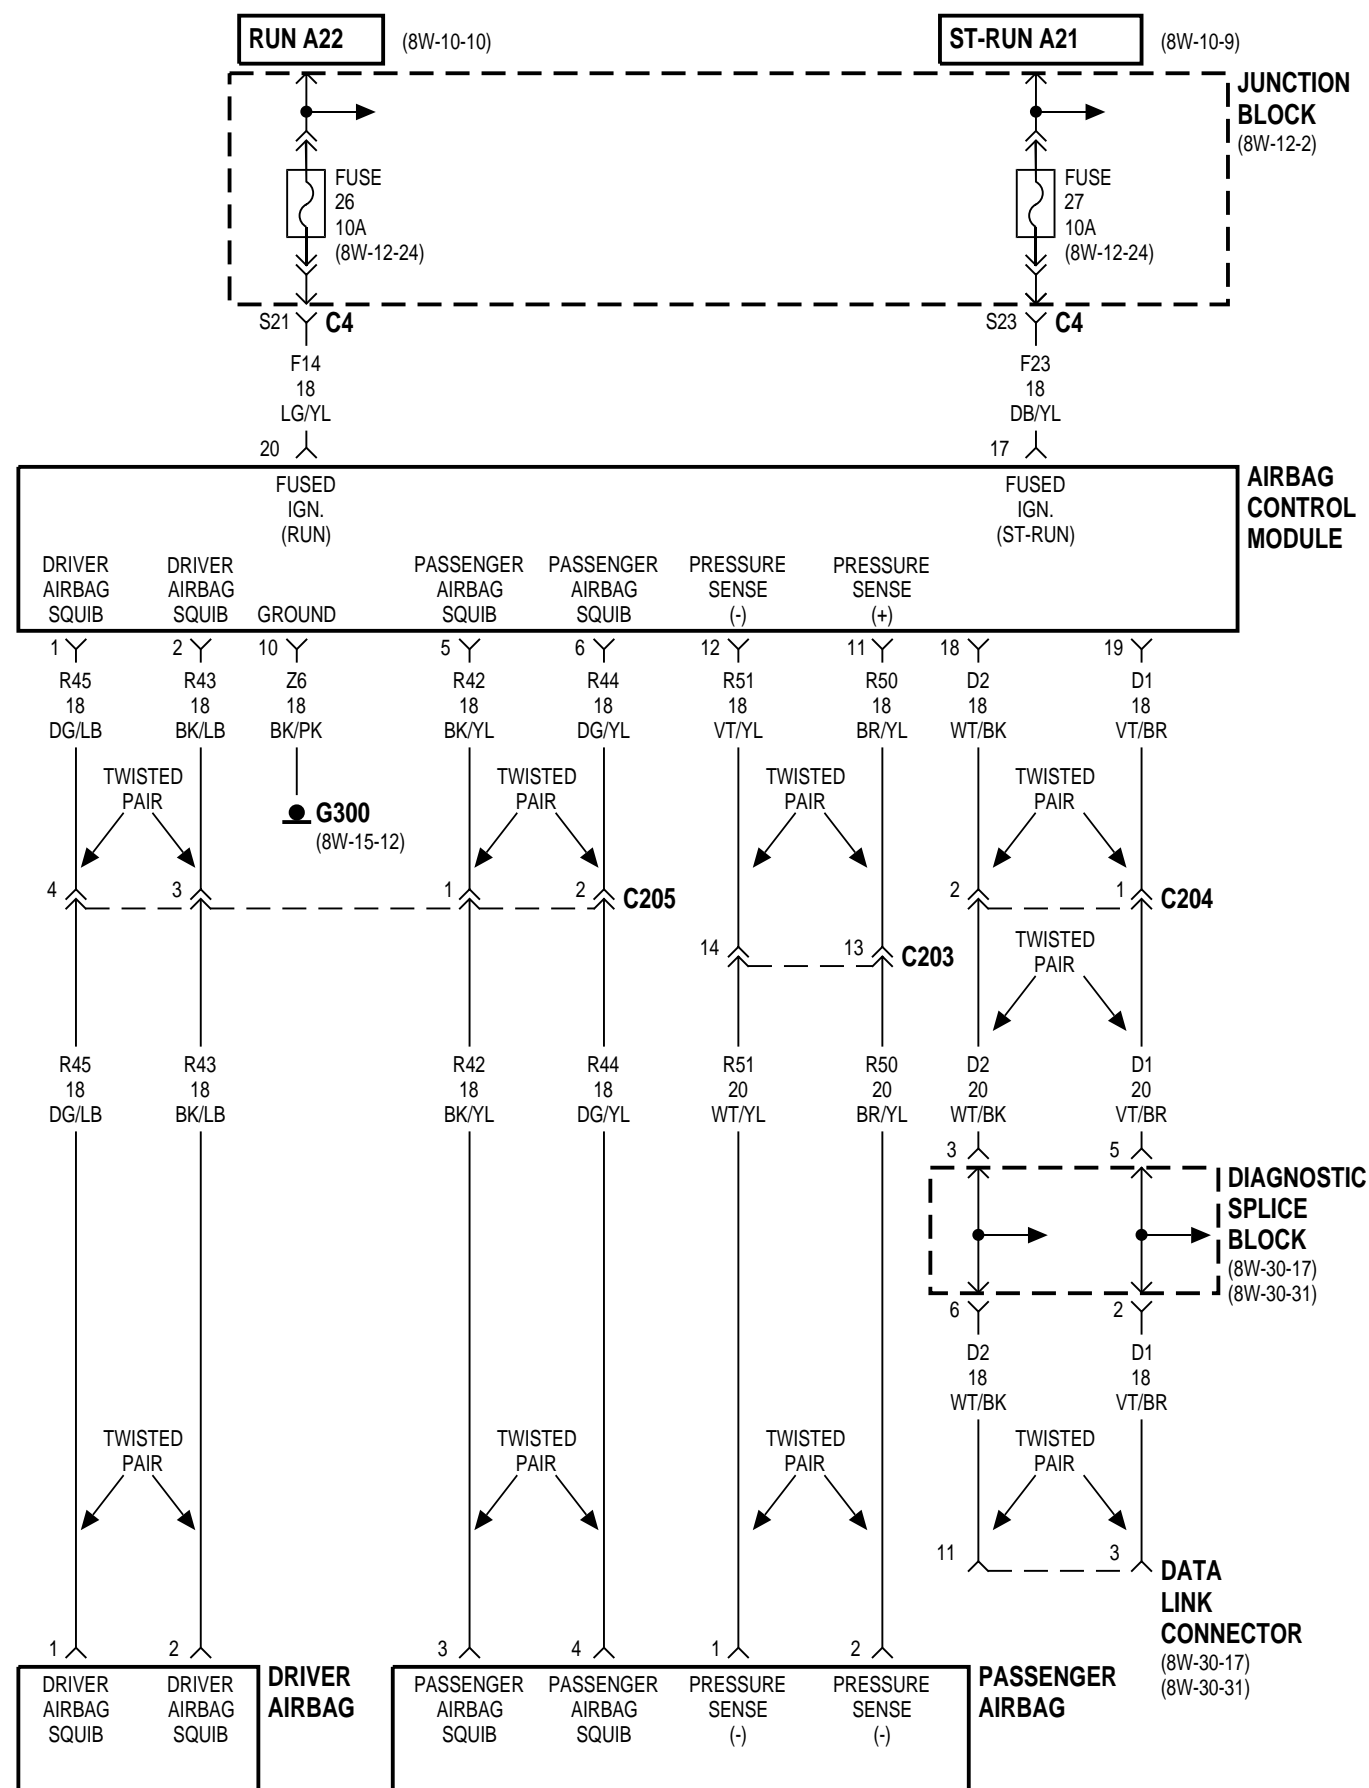 RUN A22
(8W-10-10)
ST-RUN A21
(8W-10-9)
JUNCTION
BLOCK
(8W-12-2)
FUSE
26
10A
(8W-12-24)
FUSE
27
10A
(8W-12-24)
S21
C4
S23
C4
F14
18
LG/YL
F23
18
DB/YL
20
17
AIRBAG
CONTROL
MODULE
FUSED
IGN.
(RUN)
FUSED
IGN.
(ST-RUN)
DRIVER
AIRBAG
SQUIB
DRIVER
AIRBAG
SQUIB
GROUND
PASSENGER
AIRBAG
SQUIB
PASSENGER
AIRBAG
SQUIB
PRESSURE
SENSE
(-)
PRESSURE
SENSE
(+)
1
2
10
5
6
12
11
18
19
R45
18
DG/LB
R43
18
BK/LB
Z6
18
BK/PK
R42
18
BK/YL
R44
18
DG/YL
R51
18
VT/YL
R50
18
BR/YL
D2
18
WT/BK
D1
18
VT/BR
TWISTED
PAIR
G300
(8W-15-12)
TWISTED
PAIR
TWISTED
PAIR
TWISTED
PAIR
4
3
1
2
C205
2
1
C204
14
13
C203
TWISTED
PAIR
R45
18
DG/LB
R43
18
BK/LB
R42
18
BK/YL
R44
18
DG/YL
R51
20
WT/YL
R50
20
BR/YL
D2
20
WT/BK
D1
20
VT/BR
3
5
DIAGNOSTIC
SPLICE
BLOCK
(8W-30-17)
(8W-30-31)
6
2
D2
18
WT/BK
D1
18
VT/BR
TWISTED
PAIR
TWISTED
PAIR
TWISTED
PAIR
TWISTED
PAIR
11
3
DATA
LINK
CONNECTOR
(8W-30-17)
(8W-30-31)
1
2
3
4
1
2
DRIVER
AIRBAG
SQUIB
DRIVER
AIRBAG
SQUIB
DRIVER
AIRBAG
PASSENGER
AIRBAG
SQUIB
PASSENGER
AIRBAG
SQUIB
PRESSURE
SENSE
(-)
PRESSURE
SENSE
(-)
PASSENGER
AIRBAG